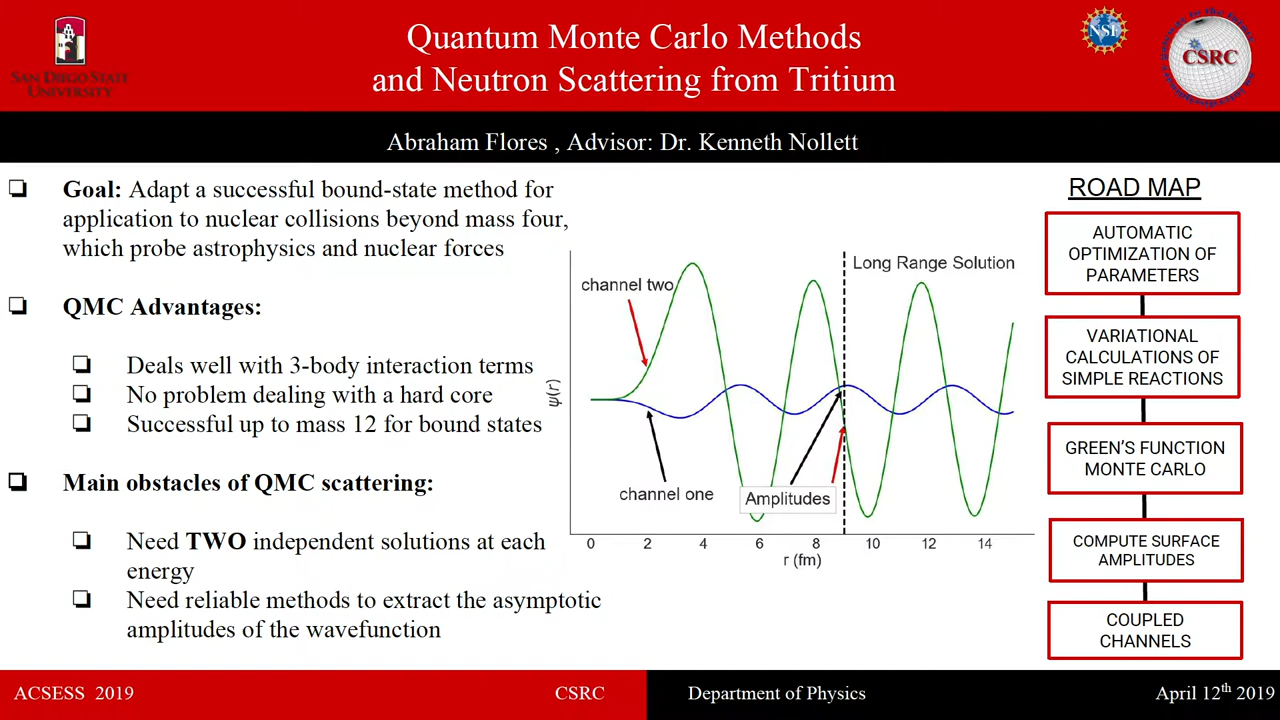 SAN DIEGO STATE
UNIVERSITY
Quantum Monte Carlo Methods
and Neutron Scattering from Tritium
NSF
CSRC
Abraham Flores , Advisor: Dr. Kenneth Nollett
❏ Goal: Adapt a successful bound-state method for
application to nuclear collisions beyond mass four,
which probe astrophysics and nuclear forces
❏ QMC Advantages:
❏ Deals well with 3-body interaction terms
❏ No problem dealing with a hard core
❏ Successful up to mass 12 for bound states
❏ Main obstacles of QMC scattering:
❏ Need TWO independent solutions at each
energy
❏ Need reliable methods to extract the asymptotic
amplitudes of the wavefunction
Long Range Solution
channel two
ψ(r)
channel one
Amplitudes
0 2 4 6 8 10 12 14
r (fm)
ROAD MAP
AUTOMATIC
OPTIMIZATION OF
PARAMETERS
VARIATIONAL
CALCULATIONS OF
SIMPLE REACTIONS
GREEN'S FUNCTION
MONTE CARLO
COMPUTE SURFACE
AMPLITUDES
COUPLED
CHANNELS
ACSESS 2019
CSRC
Department of Physics
April 12th 2019